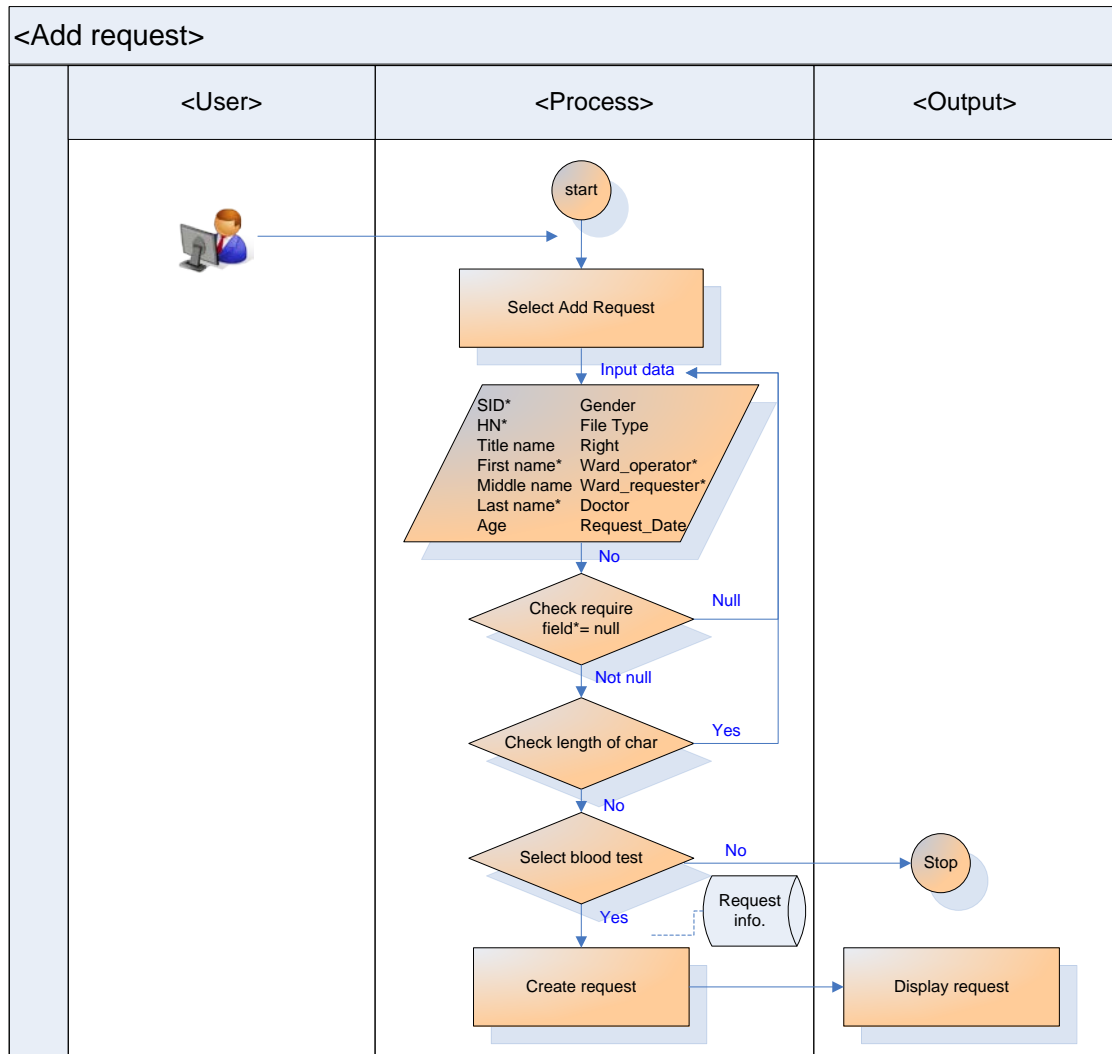 <Add request>
<User>
<Process>
<Output>
start
Select Add Request
Input data
SID*
HN*
Title name
First name*
Middle name
Last name*
Age
Gender
File Type
Right
Ward_operator*
Ward_requester*
Doctor
Request_Date
No
Check require
field*= null
Null
Not null
Check length of char
Yes
No
Select blood test
No
Stop
Request
info.
Yes
Create request
Display request